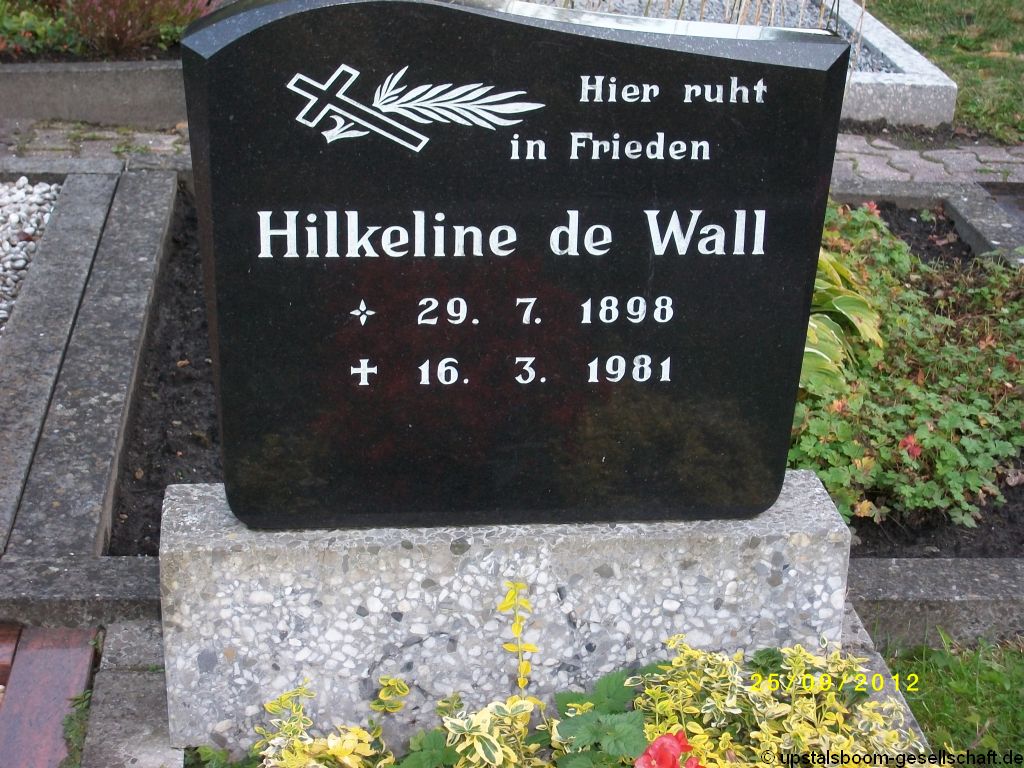 Hier ruht
in Frieden
Hilkeline de Wall
✧ 29. 7. 1898
✝ 16. 3. 1981
25/09/2012
© upstalsboom-gesellschaft.de